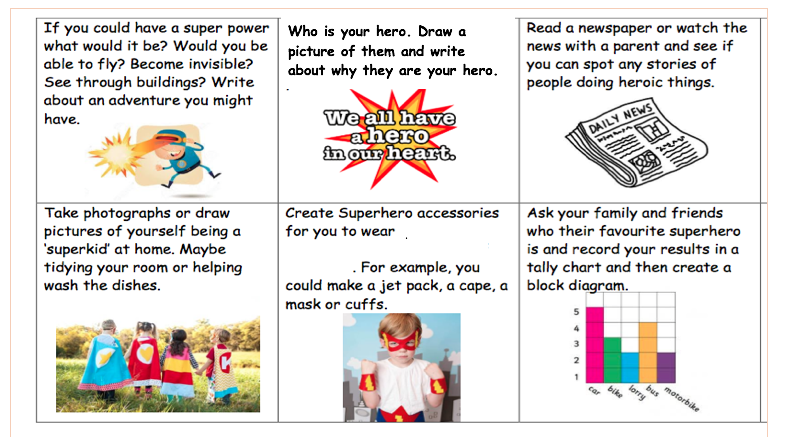 If you could have a super power
what would it be? Would you be
able to fly? Become invisible?
See through buildings? Write
about an adventure you might
have.
Who is your hero. Draw a
picture of them and write
about why they are your hero.
.
We all have
a hero
in our heart.
Read a newspaper or watch the
news with a parent and see if
you can spot any stories of
people doing heroic things.
DAILY NEWS
Take photographs or draw
pictures of yourself being a
‘superkid’ at home. Maybe
tidying your room or helping
wash the dishes.
Create Superhero accessories
for you to wear .
. For example, you
could make a jet pack, a cape, a
mask or cuffs.
Ask your family and friends
who their favourite superhero
is and record your results in a
tally chart and then create a
block diagram.
5
4
3
2
1
car bike lorry bus motorbike